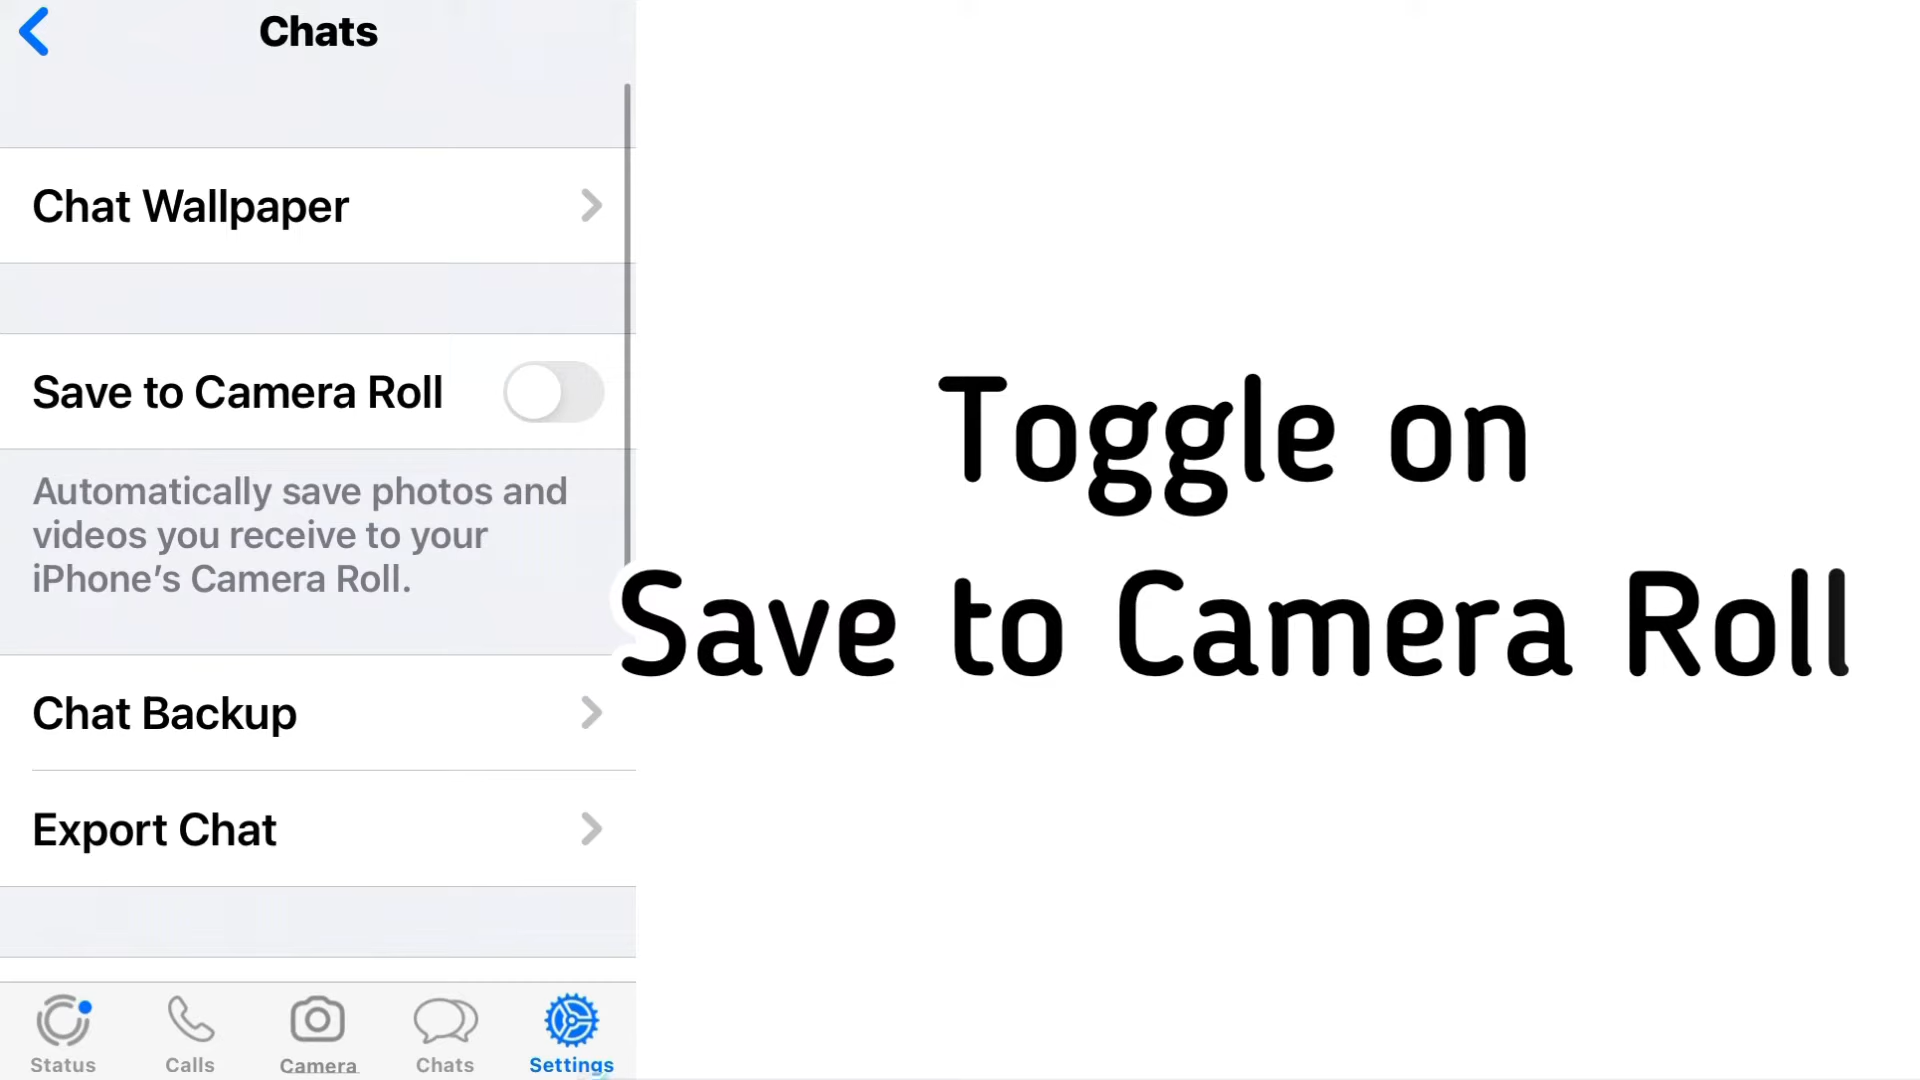 Chats
Chat Wallpaper
Save to Camera Roll
Automatically save photos and
videos you receive to your
iPhone’s Camera Roll.
Chat Backup
Export Chat
Status
Calls
Camera
Chats
Settings
Toggle on
Save to Camera Roll